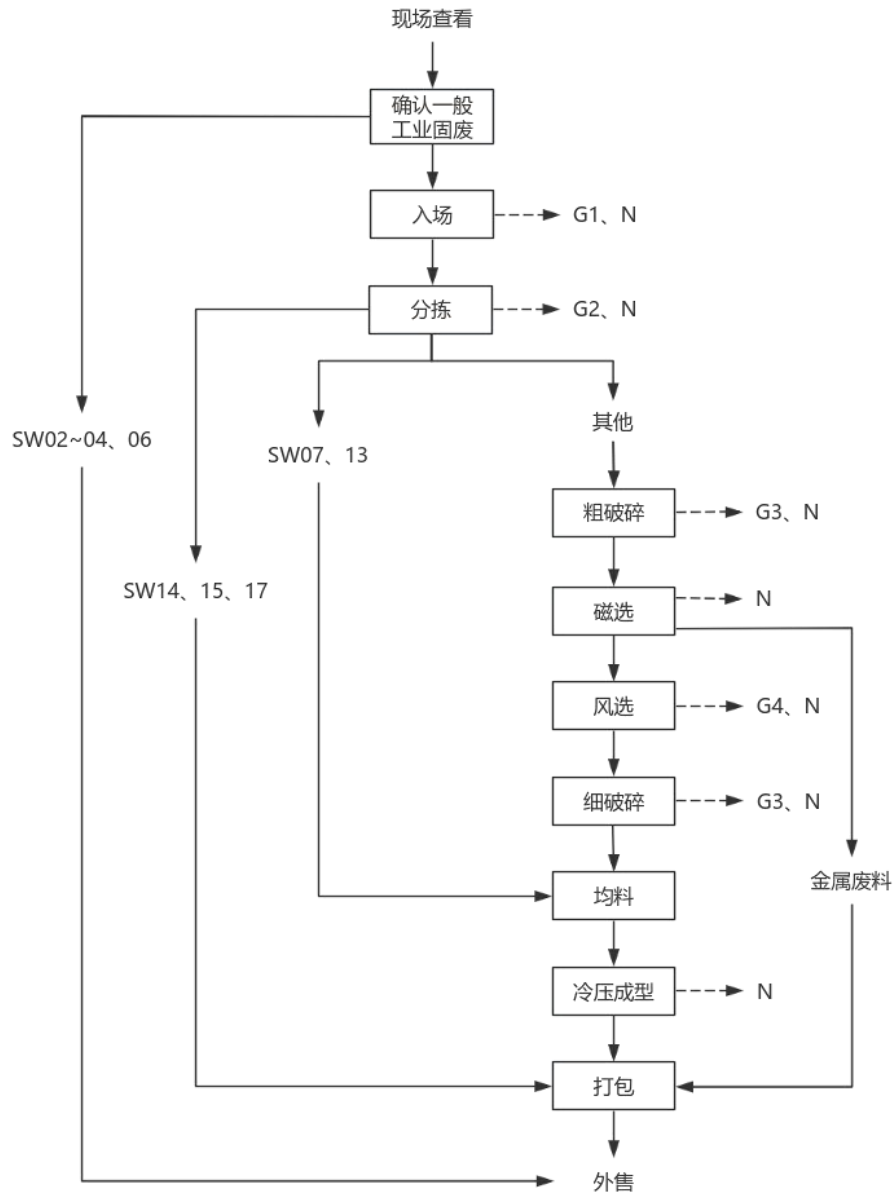 现场查看
确认一般
工业固废
入场
G1、N
分拣
G2、N
其他
SW02~04、06
SW07、13
粗破碎
G3、N
SW14、15、17
磁选
N
风选
G4、N
细破碎
G3、N
金属废料
均料
冷压成型
N
打包
外售